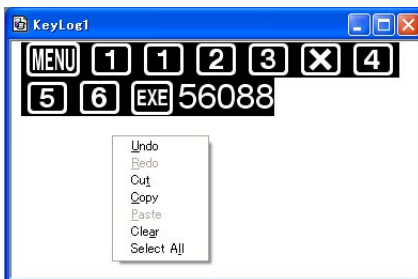 KeyLog1
MENU 1 1 2 3 X 4
5 6 EXE 56088
Undo
Redo
Cut
Copy
Paste
Clear
Select All